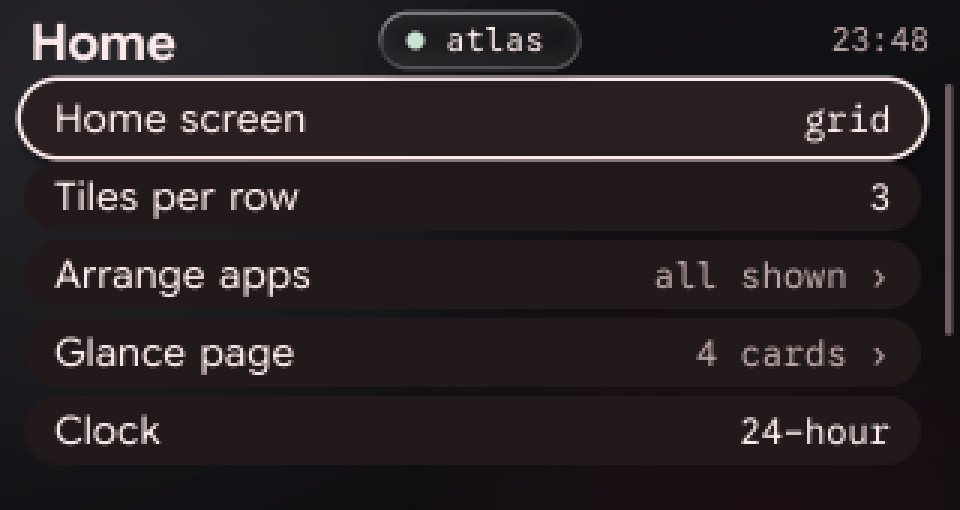 Home atlas 23:48
Home screen grid
Tiles per row 3
Arrange apps all shown ›
Glance page 4 cards ›
Clock 24-hour